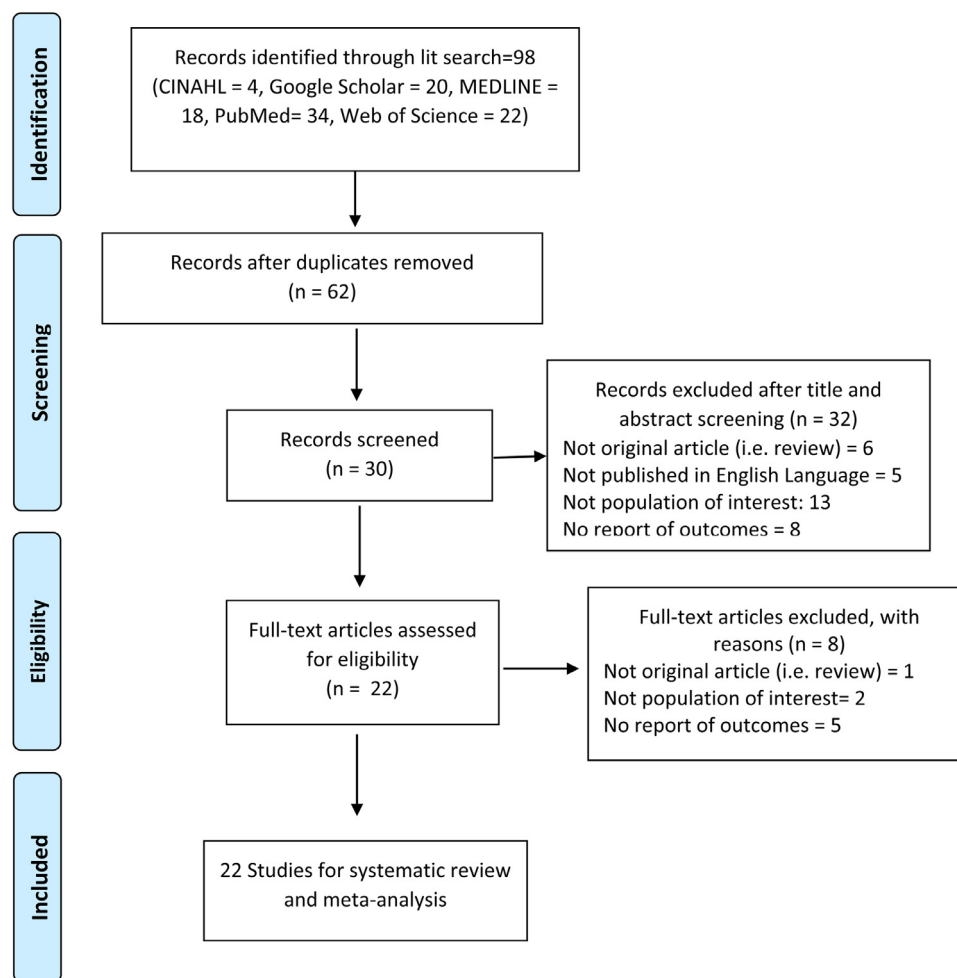 Identification
Records identified through lit search=98
(CINAHL = 4, Google Scholar = 20, MEDLINE =
18, PubMed= 34, Web of Science = 22)
Screening
Records after duplicates removed
(n = 62)
Records screened
(n = 30)
Records excluded after title and
abstract screening (n = 32)
Not original article (i.e. review) = 6
Not published in English Language = 5
Not population of interest: 13
No report of outcomes = 8
Eligibility
Full-text articles assessed
for eligibility
(n = 22)
Full-text articles excluded, with
reasons (n = 8)
Not original article (i.e. review) = 1
Not population of interest= 2
No report of outcomes = 5
Included
22 Studies for systematic review
and meta-analysis